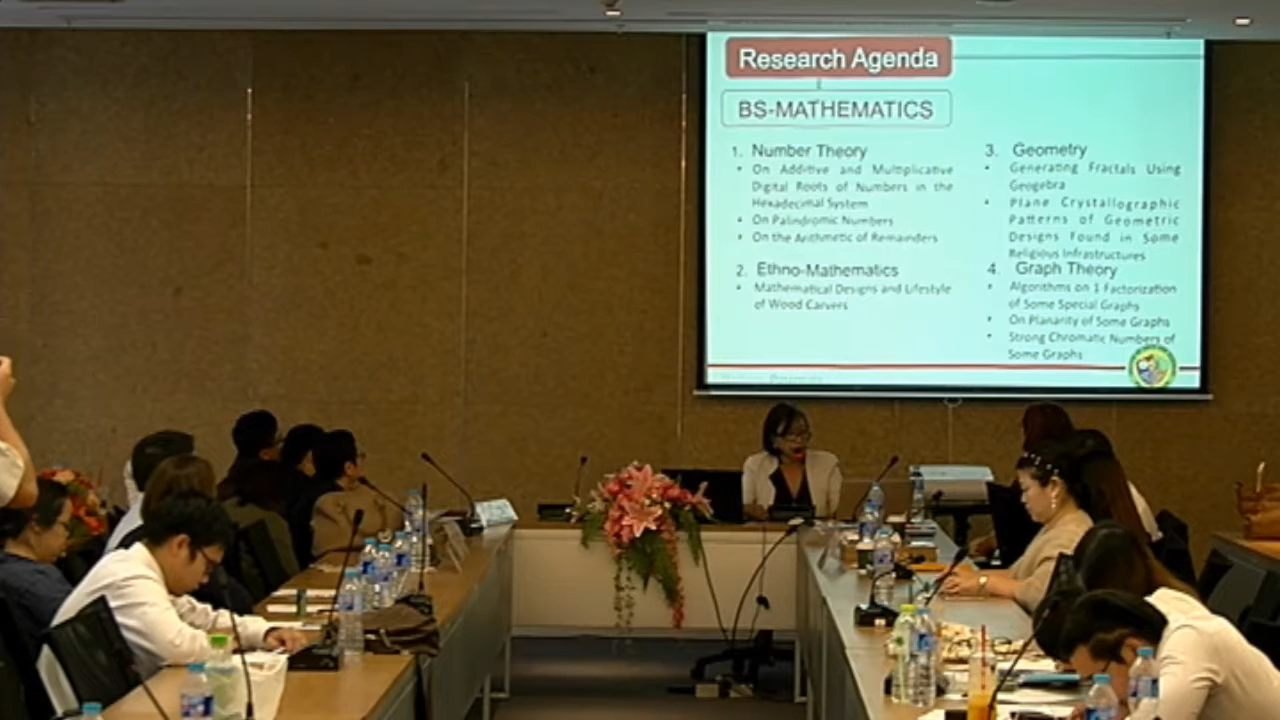 Research Agenda
BS-MATHEMATICS
1. Number Theory
• On Additive and Multiplicative
Digital Roots of Numbers in the
Hexadecimal System
• On Palindromic Numbers
• On the Arithmetic of Remainders
2. Ethno-Mathematics
• Mathematical Designs and Lifestyle
of Wood Carvers
3. Geometry
• Generating Fractals Using
Geogebra
• Plane Crystallographic
Patterns of Geometric
Designs Found in Some
Religious Infrastructures
4. Graph Theory
• Algorithms on 1 Factorization
of Some Special Graphs
• On Planarity of Some Graphs
• Strong Chromatic Numbers of
Some Graphs